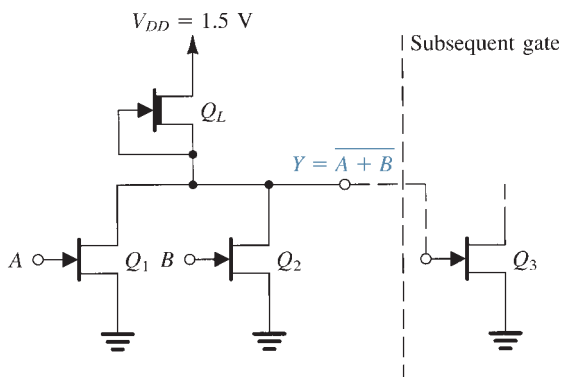 V_DD = 1.5 V
Subsequent gate
Q_L
Y = \overline{A + B}
A
Q_1
B
Q_2
Q_3